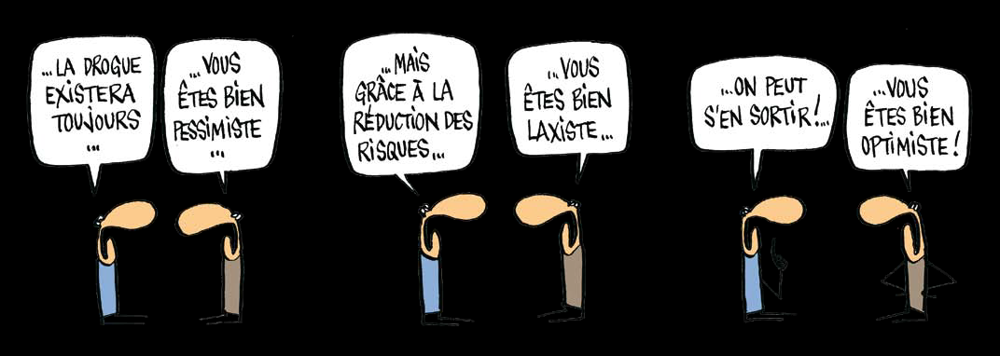 ...LA DROGUE
EXISTERA
TOUJOURS
...
...VOUS
ÊTES BIEN
PESSIMISTE
...
...MAIS
GRÂCE À LA
RÉDUCTION DES
RISQUES...
...VOUS
ÊTES BIEN
LAXISTE...
...ON PEUT
S'EN SORTIR!...
...VOUS
ÊTES BIEN
OPTIMISTE!